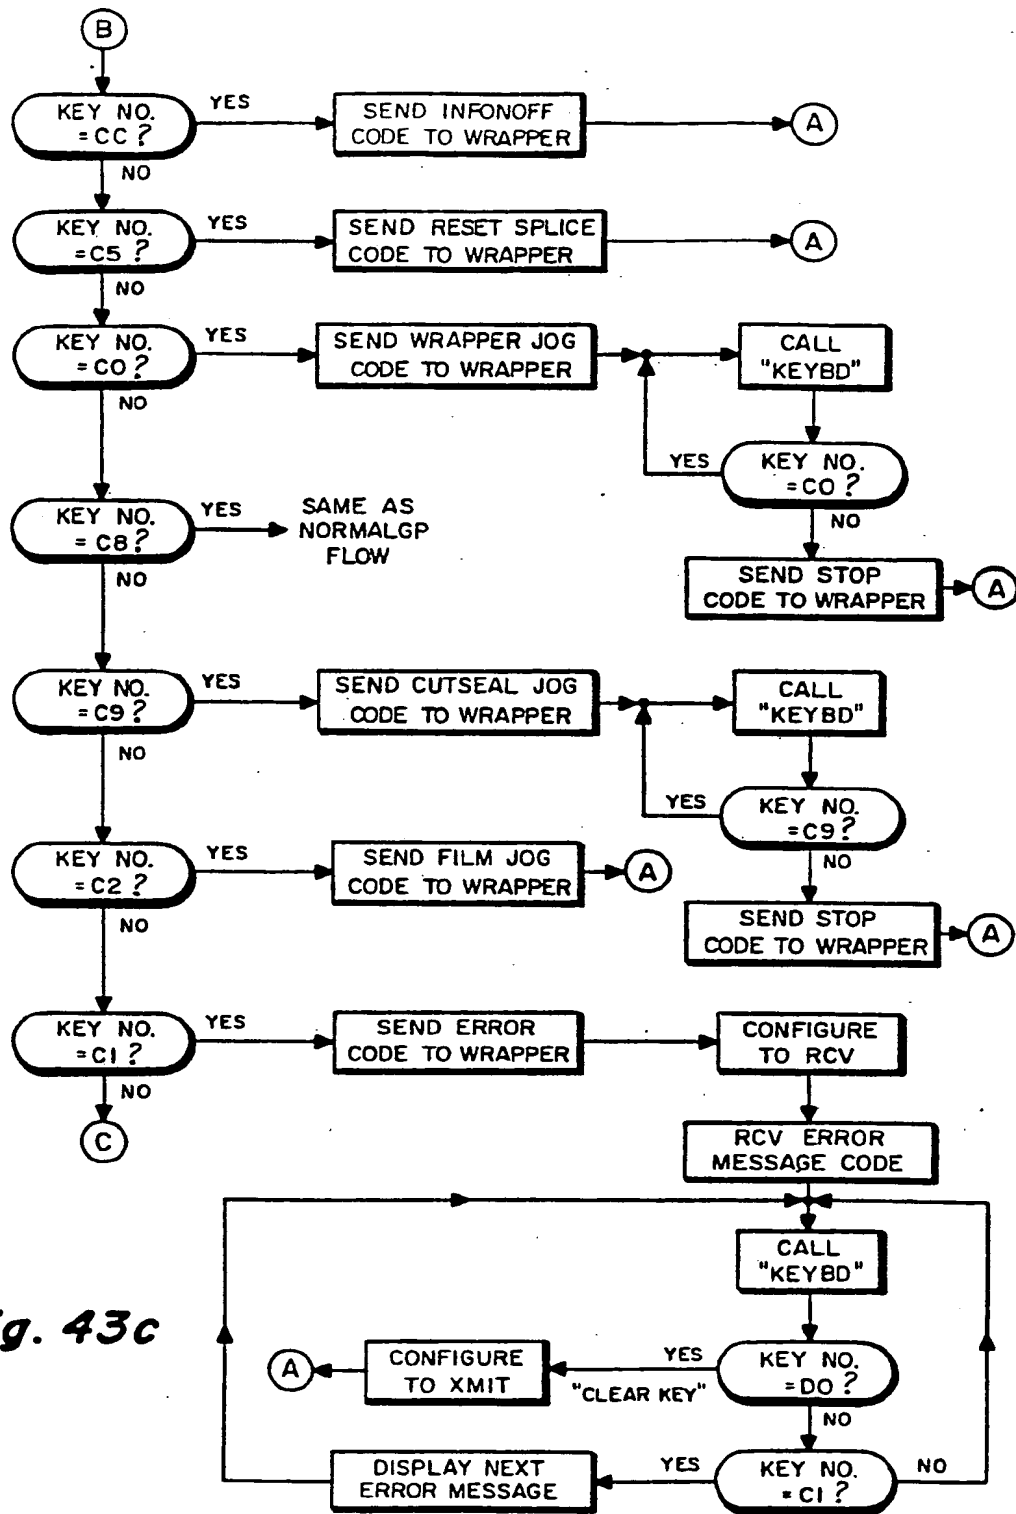 B
KEY NO.
=CC?
YES
SEND INFONOFF
CODE TO WRAPPER
A
NO
KEY NO.
=C5?
YES
SEND RESET SPLICE
CODE TO WRAPPER
A
NO
KEY NO.
=CO?
YES
SEND WRAPPER JOG
CODE TO WRAPPER
CALL
"KEYBD"
NO
YES
KEY NO.
=CO?
NO
SEND STOP
CODE TO WRAPPER
A
KEY NO.
=C8?
YES
SAME AS
NORMALGP
FLOW
NO
KEY NO.
=C9?
YES
SEND CUTSEAL JOG
CODE TO WRAPPER
CALL
"KEYBD"
NO
YES
KEY NO.
=C9?
NO
SEND STOP
CODE TO WRAPPER
A
KEY NO.
=C2?
YES
SEND FILM JOG
CODE TO WRAPPER
A
NO
KEY NO.
=C1?
YES
SEND ERROR
CODE TO WRAPPER
CONFIGURE
TO RCV
NO
C
RCV ERROR
MESSAGE CODE
CALL
"KEYBD"
KEY NO.
=DO?
YES
"CLEAR KEY"
CONFIGURE
TO XMIT
A
NO
KEY NO.
=C1?
YES
NO
DISPLAY NEXT
ERROR MESSAGE
g. 43c